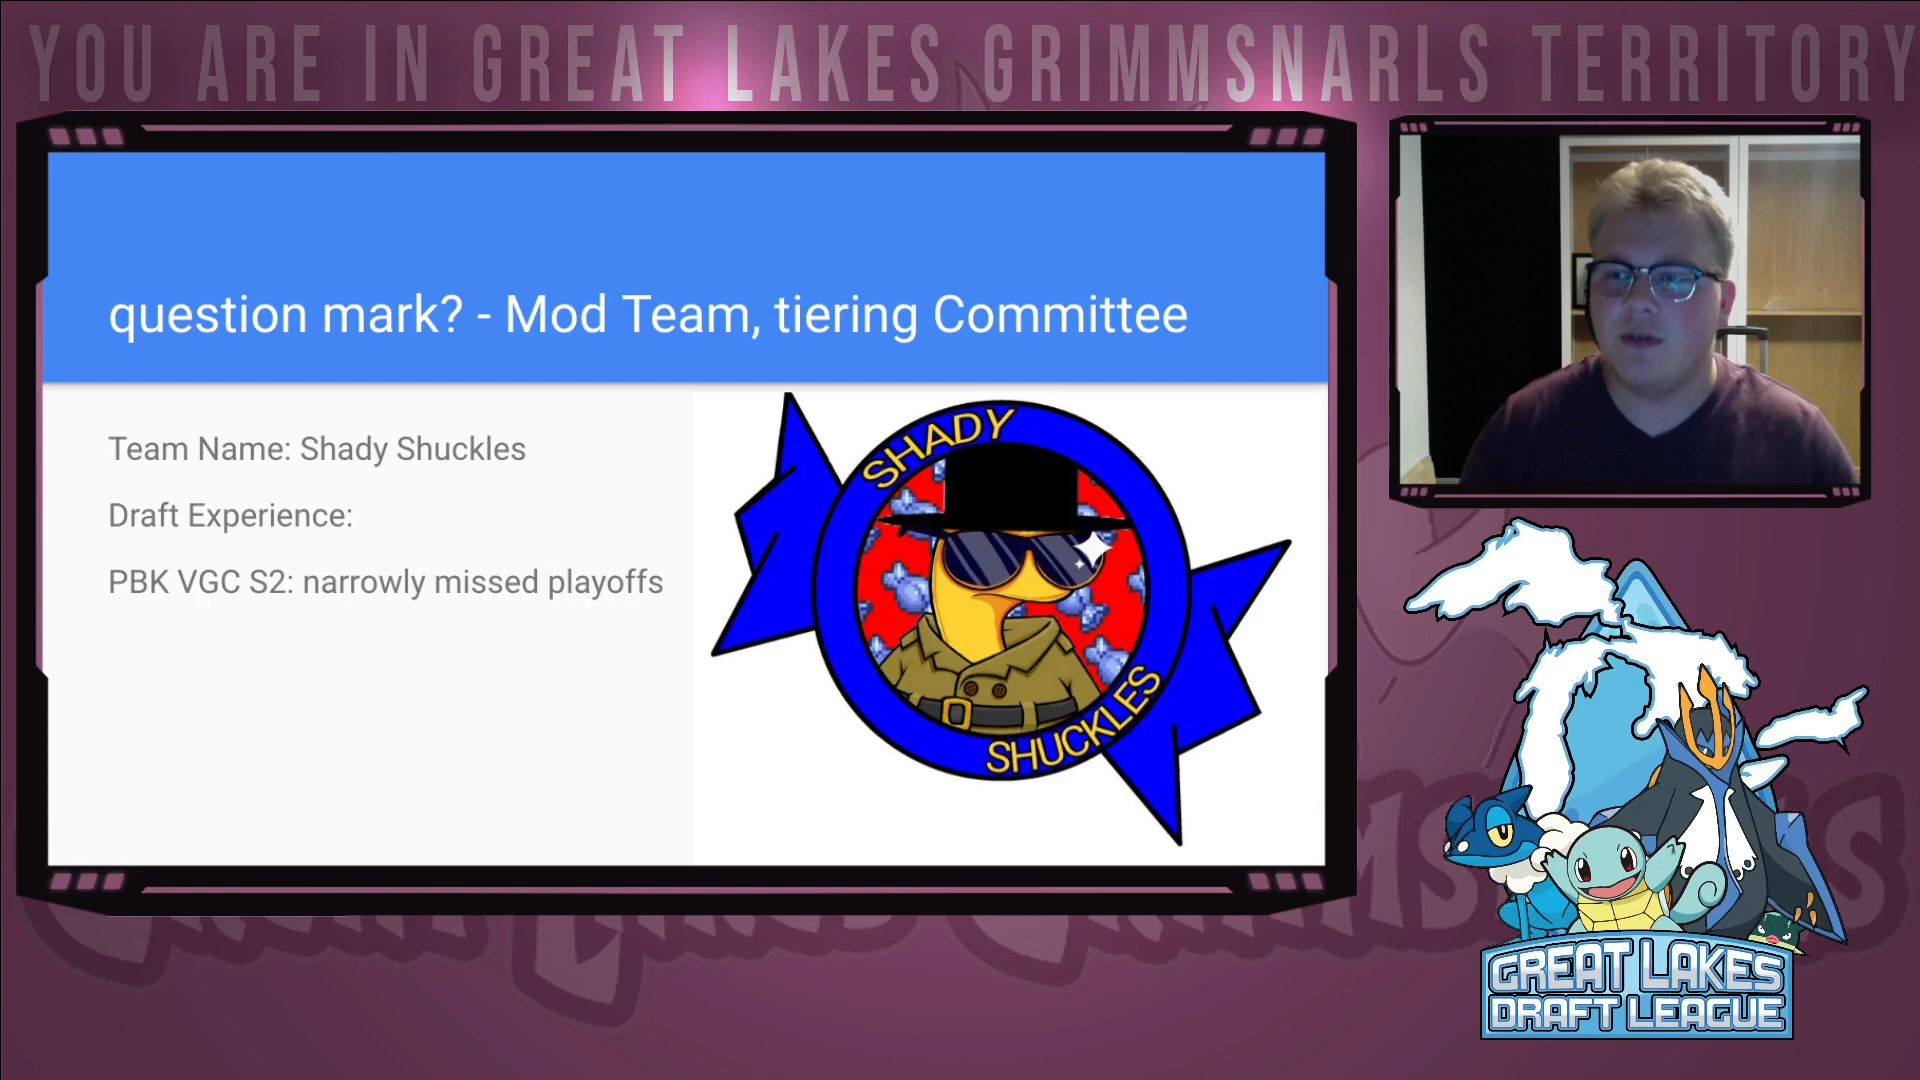 YOU ARE IN GREAT LAKES GRIMMSNARLS TERRITORY
question mark? - Mod Team, tiering Committee
Team Name: Shady Shuckles
Draft Experience:
PBK VGC S2: narrowly missed playoffs
SHADY
SHUCKLES
GREAT LAKES
DRAFT LEAGUE